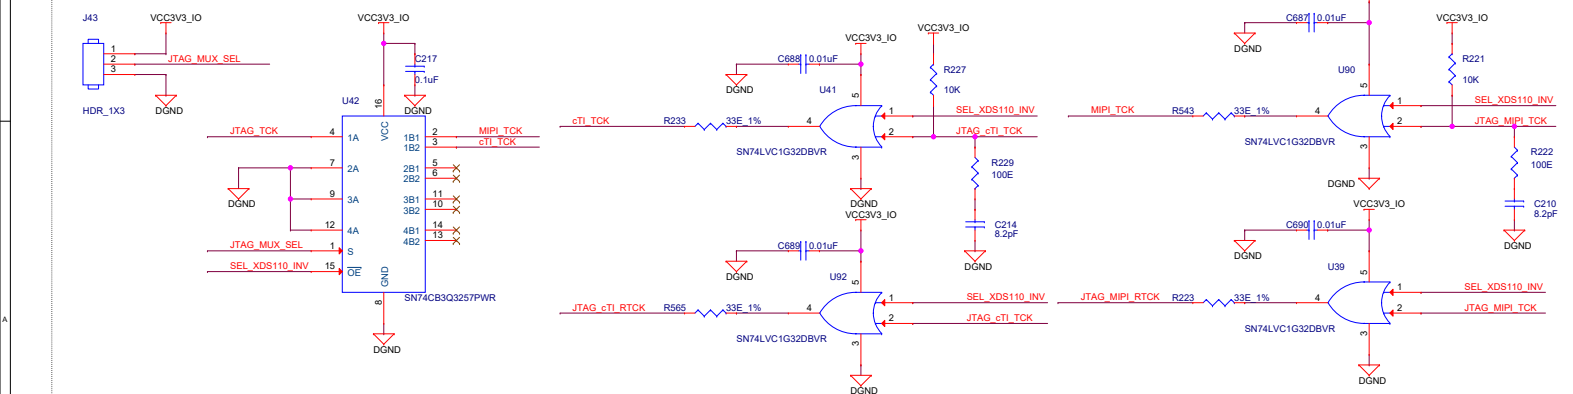 J43
VCC3V3_IO
1
2
3
JTAG_MUX_SEL
DGND
HDR_1X3
VCC3V3_IO
C217
0.1uF
DGND
U42
16
VCC
JTAG_TCK
4
1A
1B1
2
MIPI_TCK
1B2
3
cTI_TCK
7
2A
2B1
5
2B2
6
DGND
9
3A
3B1
11
3B2
10
12
4A
4B1
14
4B2
13
JTAG_MUX_SEL
1
S
SEL_XDS110_INV
15
OE
GND
8
SN74CB3Q3257PWR
DGND
VCC3V3_IO
C688
0.01uF
DGND
U41
5
VCC3V3_IO
R227
10K
cTI_TCK
R233
33E_1%
4
1
SEL_XDS110_INV
2
JTAG_cTI_TCK
SN74LVC1G32DBVR
3
DGND
R229
100E
C214
8.2pF
DGND
VCC3V3_IO
C689
0.01uF
DGND
U92
5
JTAG_cTI_RTCK
R565
33E_1%
4
1
SEL_XDS110_INV
2
JTAG_cTI_TCK
SN74LVC1G32DBVR
3
DGND
C687
0.01uF
DGND
U90
5
VCC3V3_IO
R221
10K
MIPI_TCK
R543
33E_1%
4
1
SEL_XDS110_INV
2
JTAG_MIPI_TCK
SN74LVC1G32DBVR
3
DGND
R222
100E
C210
8.2pF
DGND
VCC3V3_IO
C690
0.01uF
DGND
U39
5
JTAG_MIPI_RTCK
R223
33E_1%
4
1
SEL_XDS110_INV
2
JTAG_MIPI_TCK
SN74LVC1G32DBVR
3
DGND
A